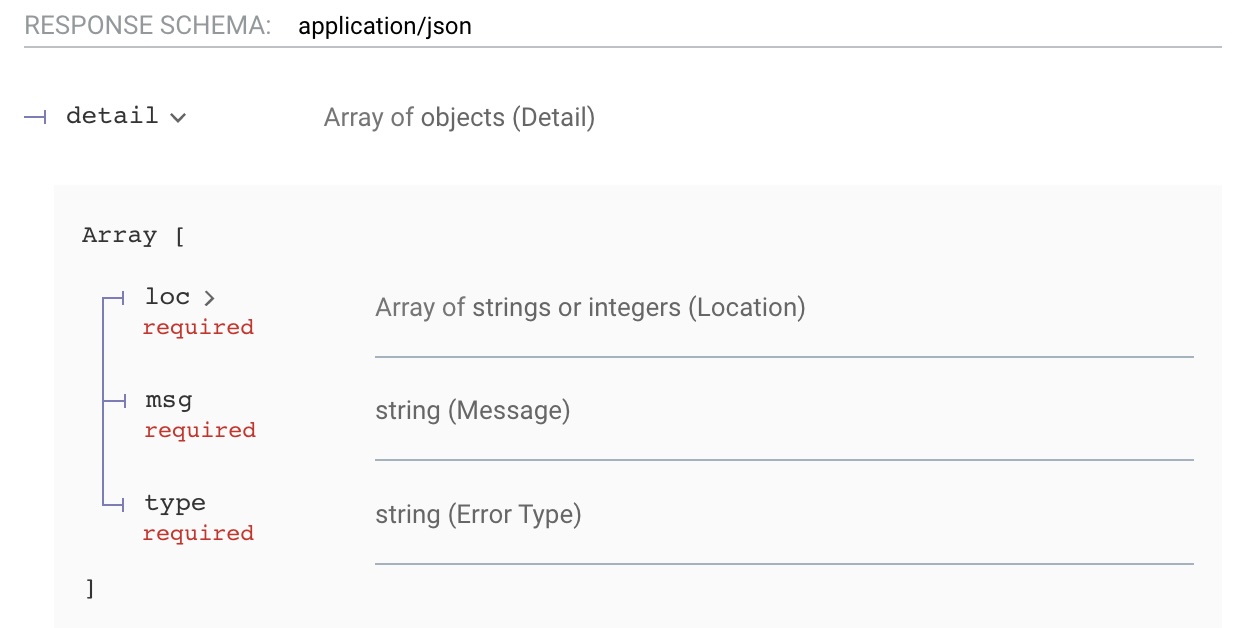 RESPONSE SCHEMA: application/json
detail Array of objects (Detail)
Array [
loc Array of strings or integers (Location)
required
msg string (Message)
required
type string (Error Type)
required
]